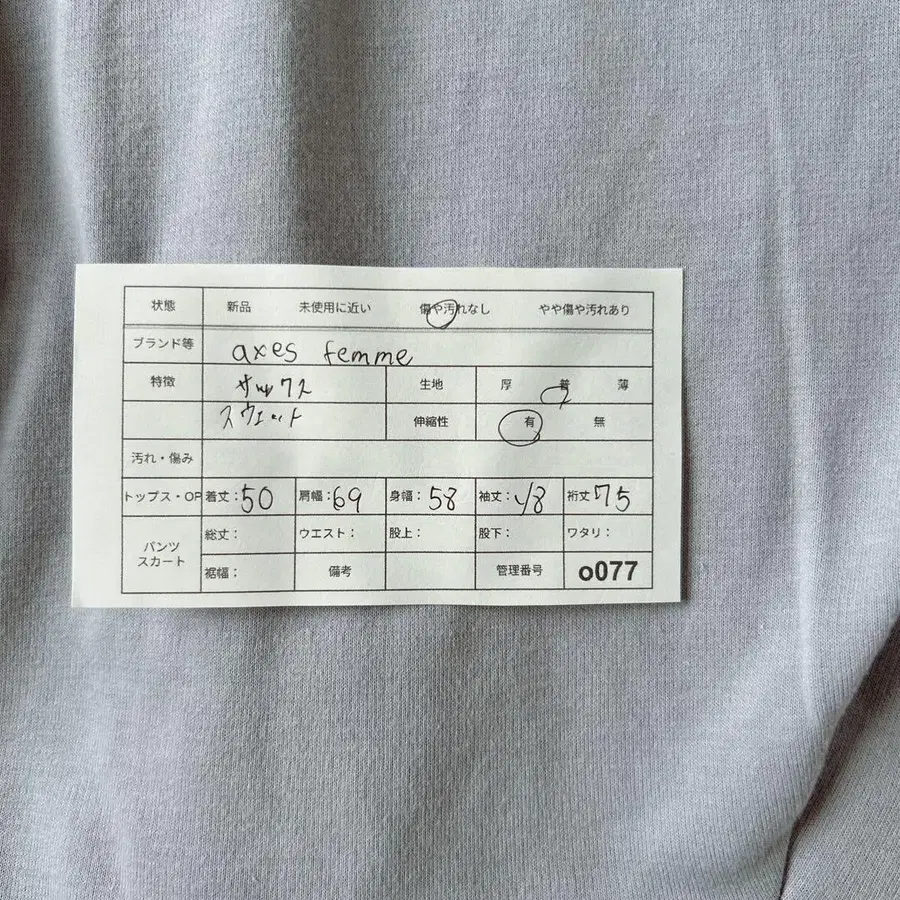 状態 新品 未使用に近い 傷や汚れなし やや傷や汚れあり
ブランド等 axes femme
特徴 サックス 生地 厚 普 薄
スウェット 伸縮性 有 無
汚れ・傷み
トップス・OP 着丈:50 肩幅:69 身幅:58 袖丈:48 裄丈75
パンツ スカート 総丈: ウエスト: 股上: 股下: ワタリ:
裾幅: 備考 管理番号 o077